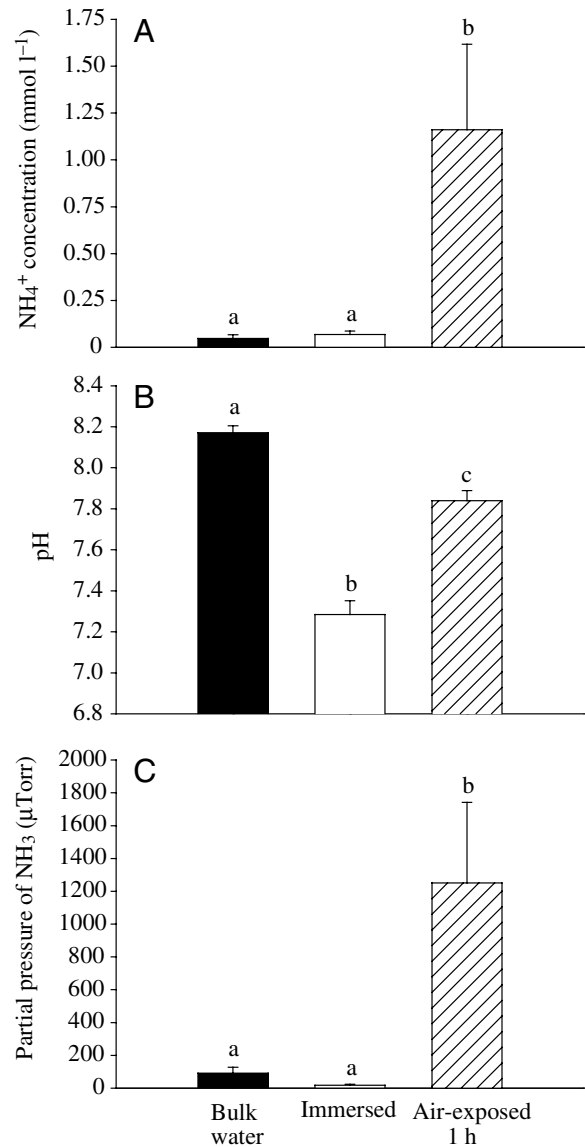 A
NH₄⁺ concentration (mmol l⁻¹)
1.75
1.50
1.25
1.00
0.75
0.50
0.25
0
a
a
b
B
pH
8.4
8.2
8.0
7.8
7.6
7.4
7.2
7.0
6.8
a
b
c
C
Partial pressure of NH₃ (μTorr)
2000
1800
1600
1400
1200
1000
800
600
400
200
0
a
a
b
Bulk
water
Immersed
Air-exposed
1 h